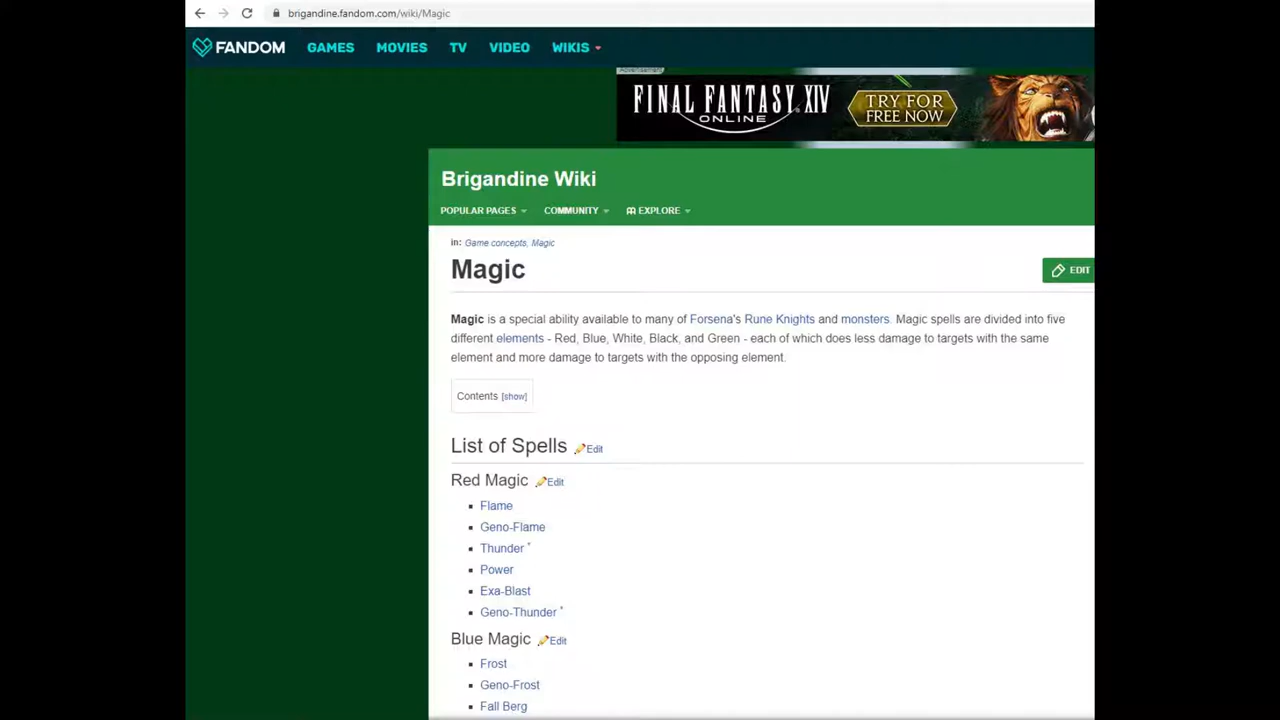 brigandine.fandom.com/wiki/Magic
FANDOM GAMES MOVIES TV VIDEO WIKIS
Advertisement
FINAL FANTASY XIV
ONLINE
TRY FOR
FREE NOW
Brigandine Wiki
POPULAR PAGES COMMUNITY EXPLORE
in: Game concepts, Magic
Magic
EDIT
Magic is a special ability available to many of Forsena's Rune Knights and monsters. Magic spells are divided into five
different elements - Red, Blue, White, Black, and Green - each of which does less damage to targets with the same
element and more damage to targets with the opposing element.
Contents [show]
List of Spells Edit
Red Magic Edit
Flame
Geno-Flame
Thunder *
Power
Exa-Blast
Geno-Thunder *
Blue Magic Edit
Frost
Geno-Frost
Fall Berg